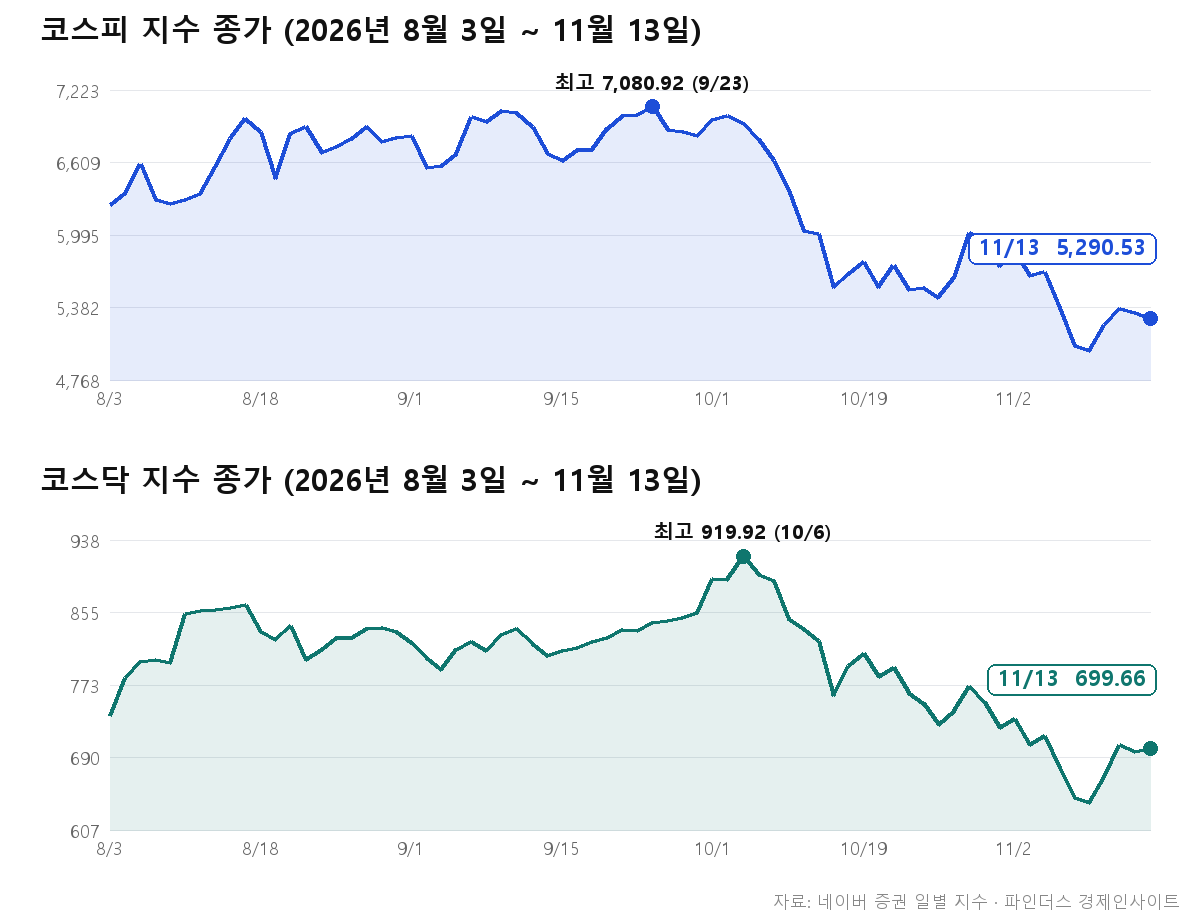 코스피 지수 종가 (2026년 8월 3일 ~ 11월 13일)
최고 7,080.92 (9/23)
7,223
6,609
5,995
11/13 5,290.53
5,382
4,768
8/3 8/18 9/1 9/15 10/1 10/19 11/2
코스닥 지수 종가 (2026년 8월 3일 ~ 11월 13일)
최고 919.92 (10/6)
938
855
773
11/13 699.66
690
607
8/3 8/18 9/1 9/15 10/1 10/19 11/2
자료: 네이버 증권 일별 지수 · 파인더스 경제인사이트